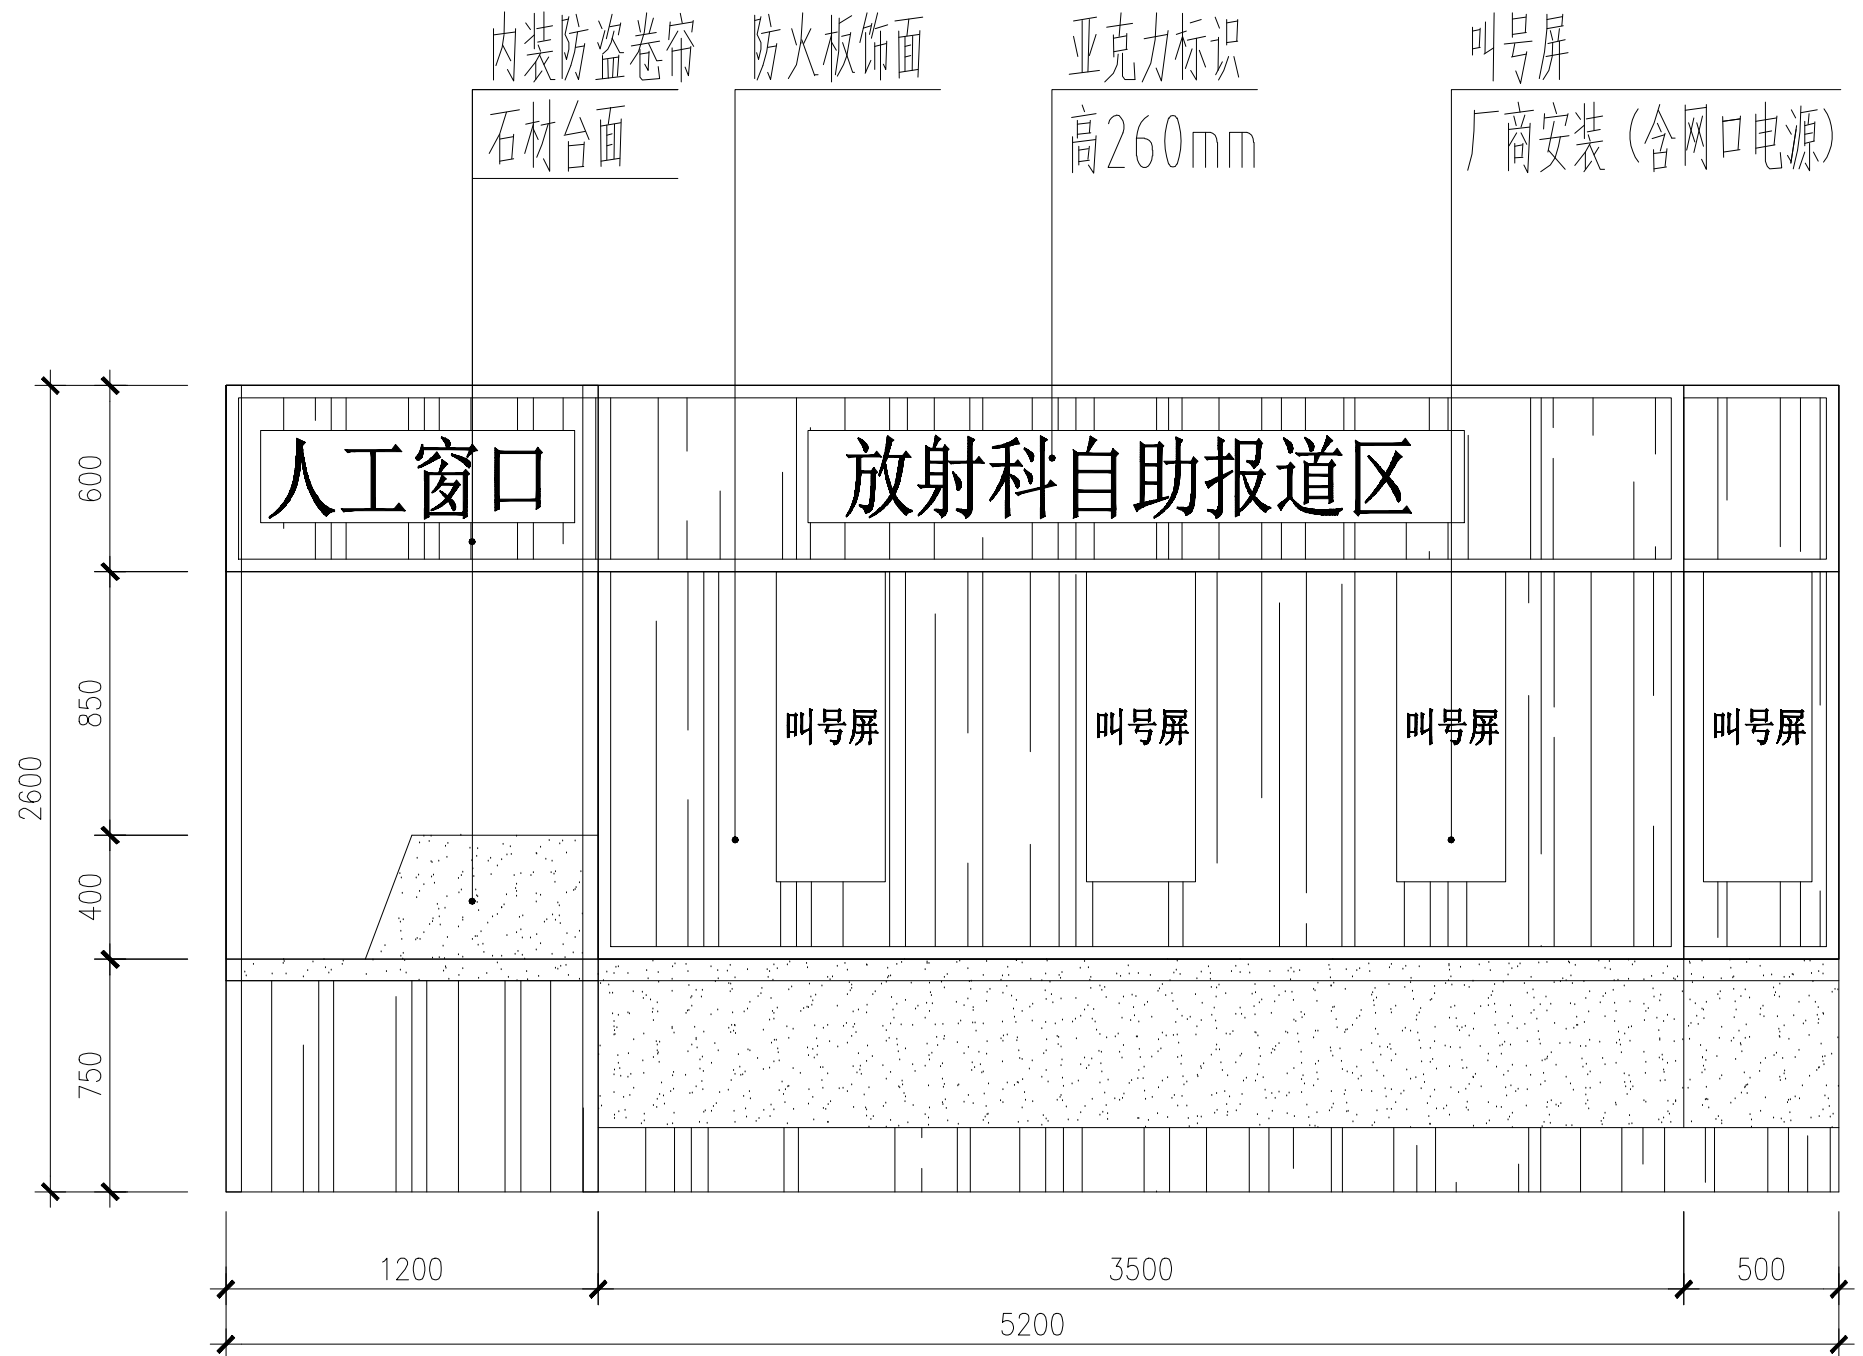 内装防盗卷帘
石材台面
防火板饰面
亚克力标识
高260mm
叫号屏
厂商安装(含网口电源)
人工窗口
放射科自助报道区
叫号屏
叫号屏
叫号屏
叫号屏
600
850
400
750
2600
1200
3500
500
5200